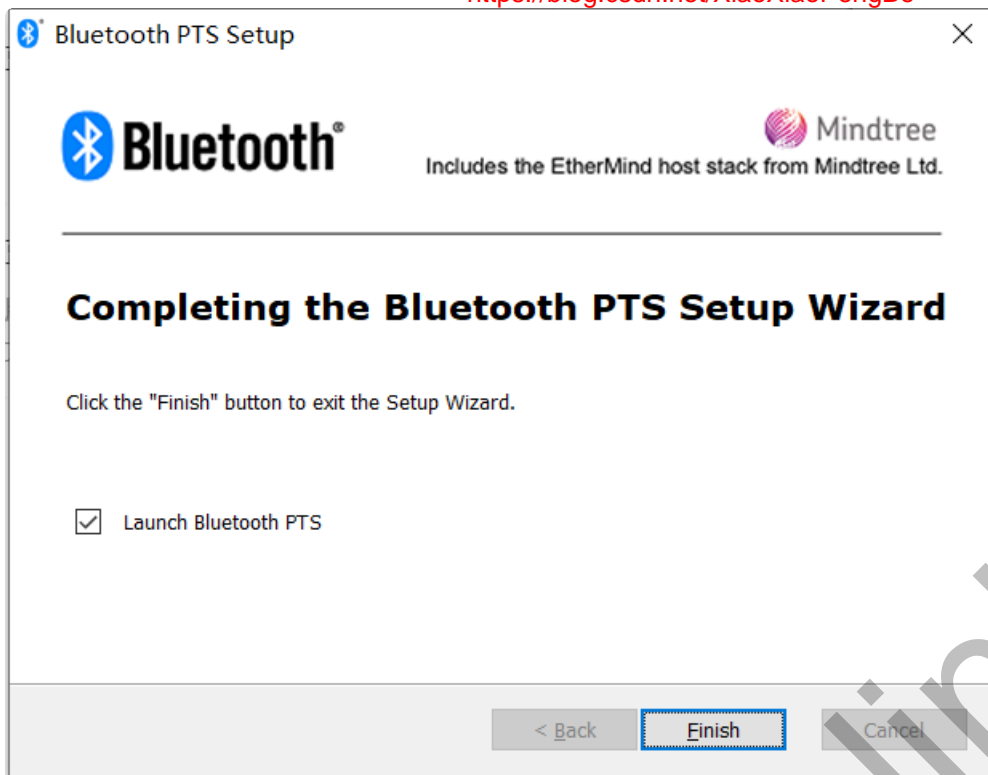 Bluetooth PTS Setup
Bluetooth®
Mindtree
Includes the EtherMind host stack from Mindtree Ltd.
Completing the Bluetooth PTS Setup Wizard
Click the "Finish" button to exit the Setup Wizard.
Launch Bluetooth PTS
< Back
Finish
Cancel